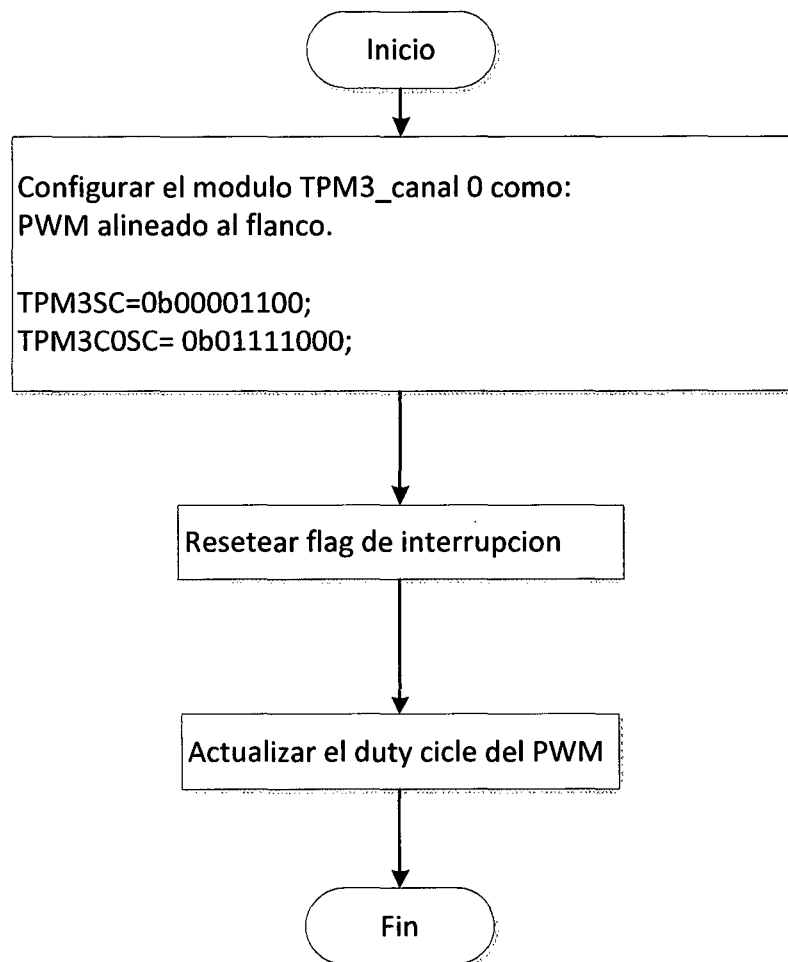 Inicio
Configurar el modulo TPM3_canal 0 como:
PWM alineado al flanco.
TPM3SC=0b00001100;
TPM3C0SC= 0b01111000;
Resetear flag de interrupcion
Actualizar el duty cicle del PWM
Fin